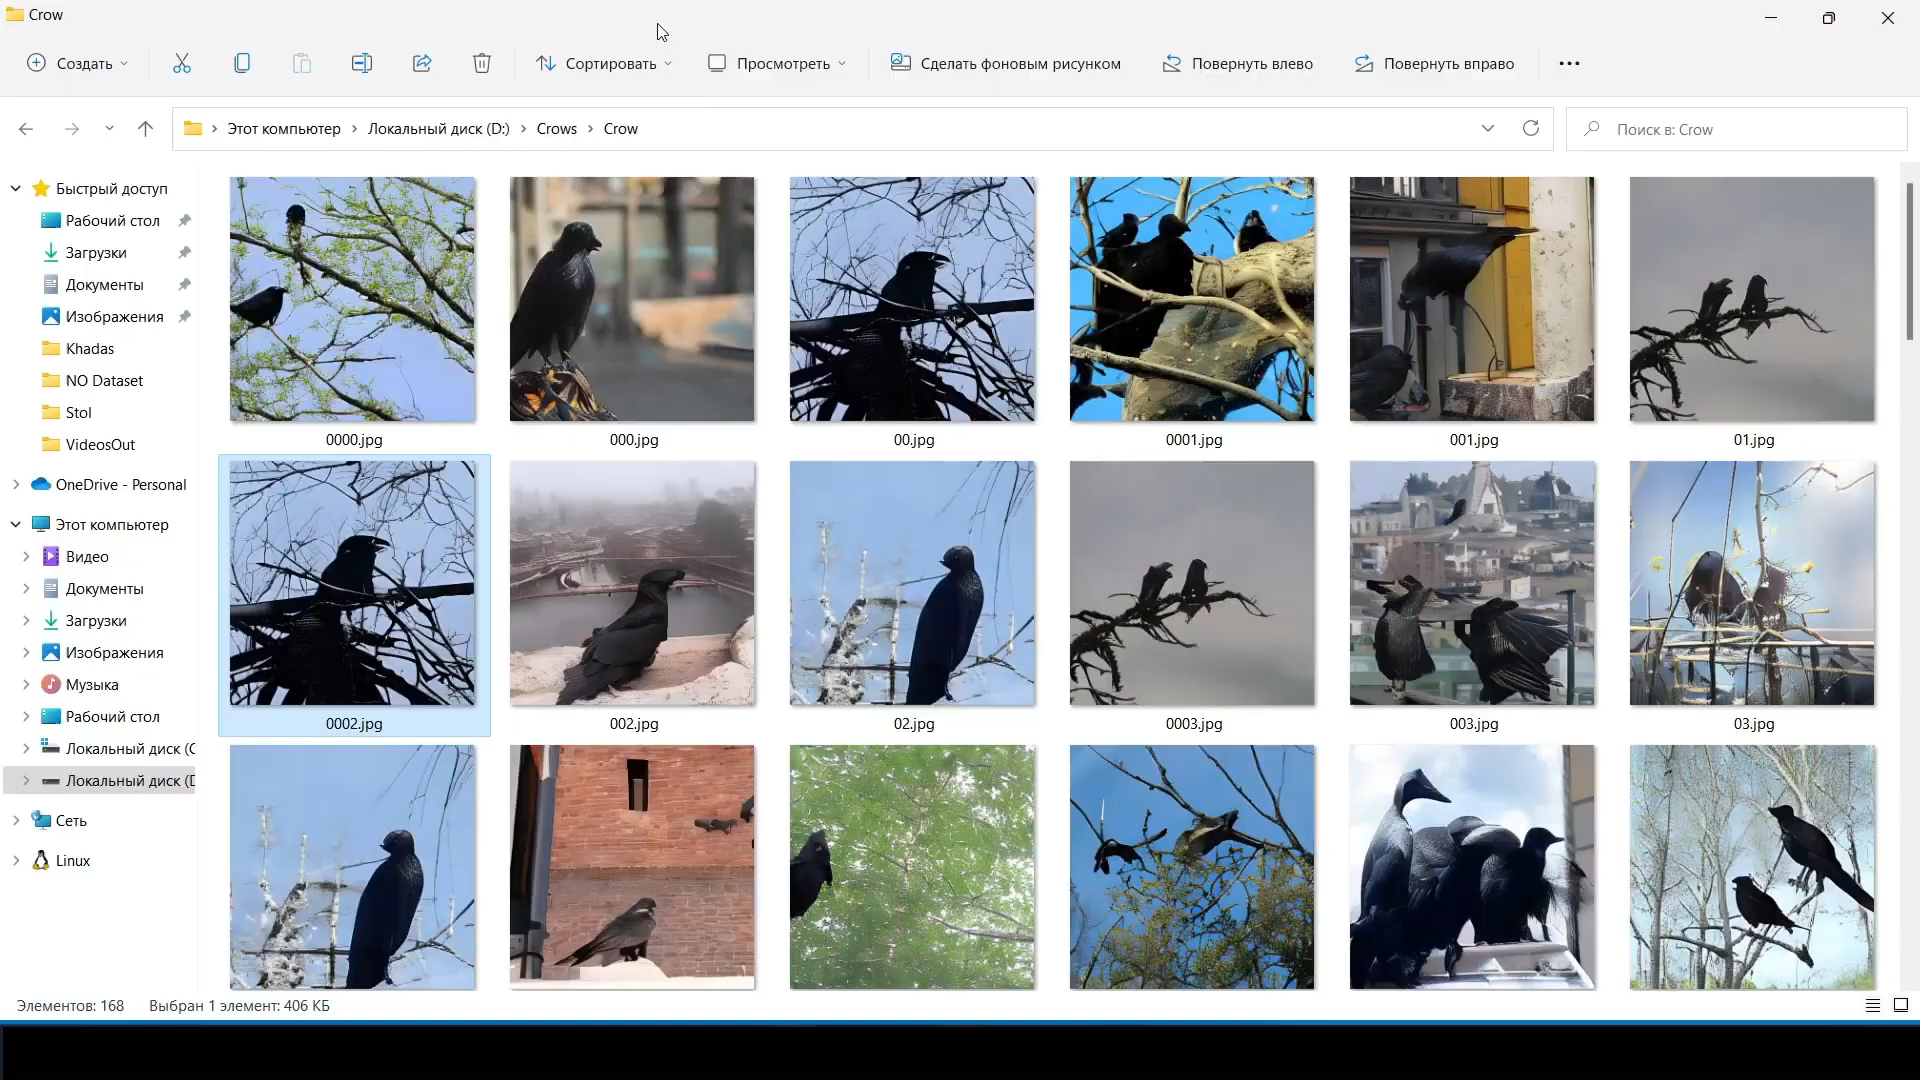 Crow
Создать
Сортировать
Просмотреть
Сделать фоновым рисунком
Повернуть влево
Повернуть вправо
Этот компьютер > Локальный диск (D:) > Crows > Crow
Поиск в: Crow
Быстрый доступ
Рабочий стол
Загрузки
Документы
Изображения
Khadas
NO Dataset
Stol
VideosOut
OneDrive - Personal
Этот компьютер
Видео
Документы
Загрузки
Изображения
Музыка
Рабочий стол
Локальный диск (C
Локальный диск (D
Сеть
Linux
0000.jpg
000.jpg
00.jpg
0001.jpg
001.jpg
01.jpg
0002.jpg
002.jpg
02.jpg
0003.jpg
003.jpg
03.jpg
Элементов: 168
Выбран 1 элемент: 406 КБ